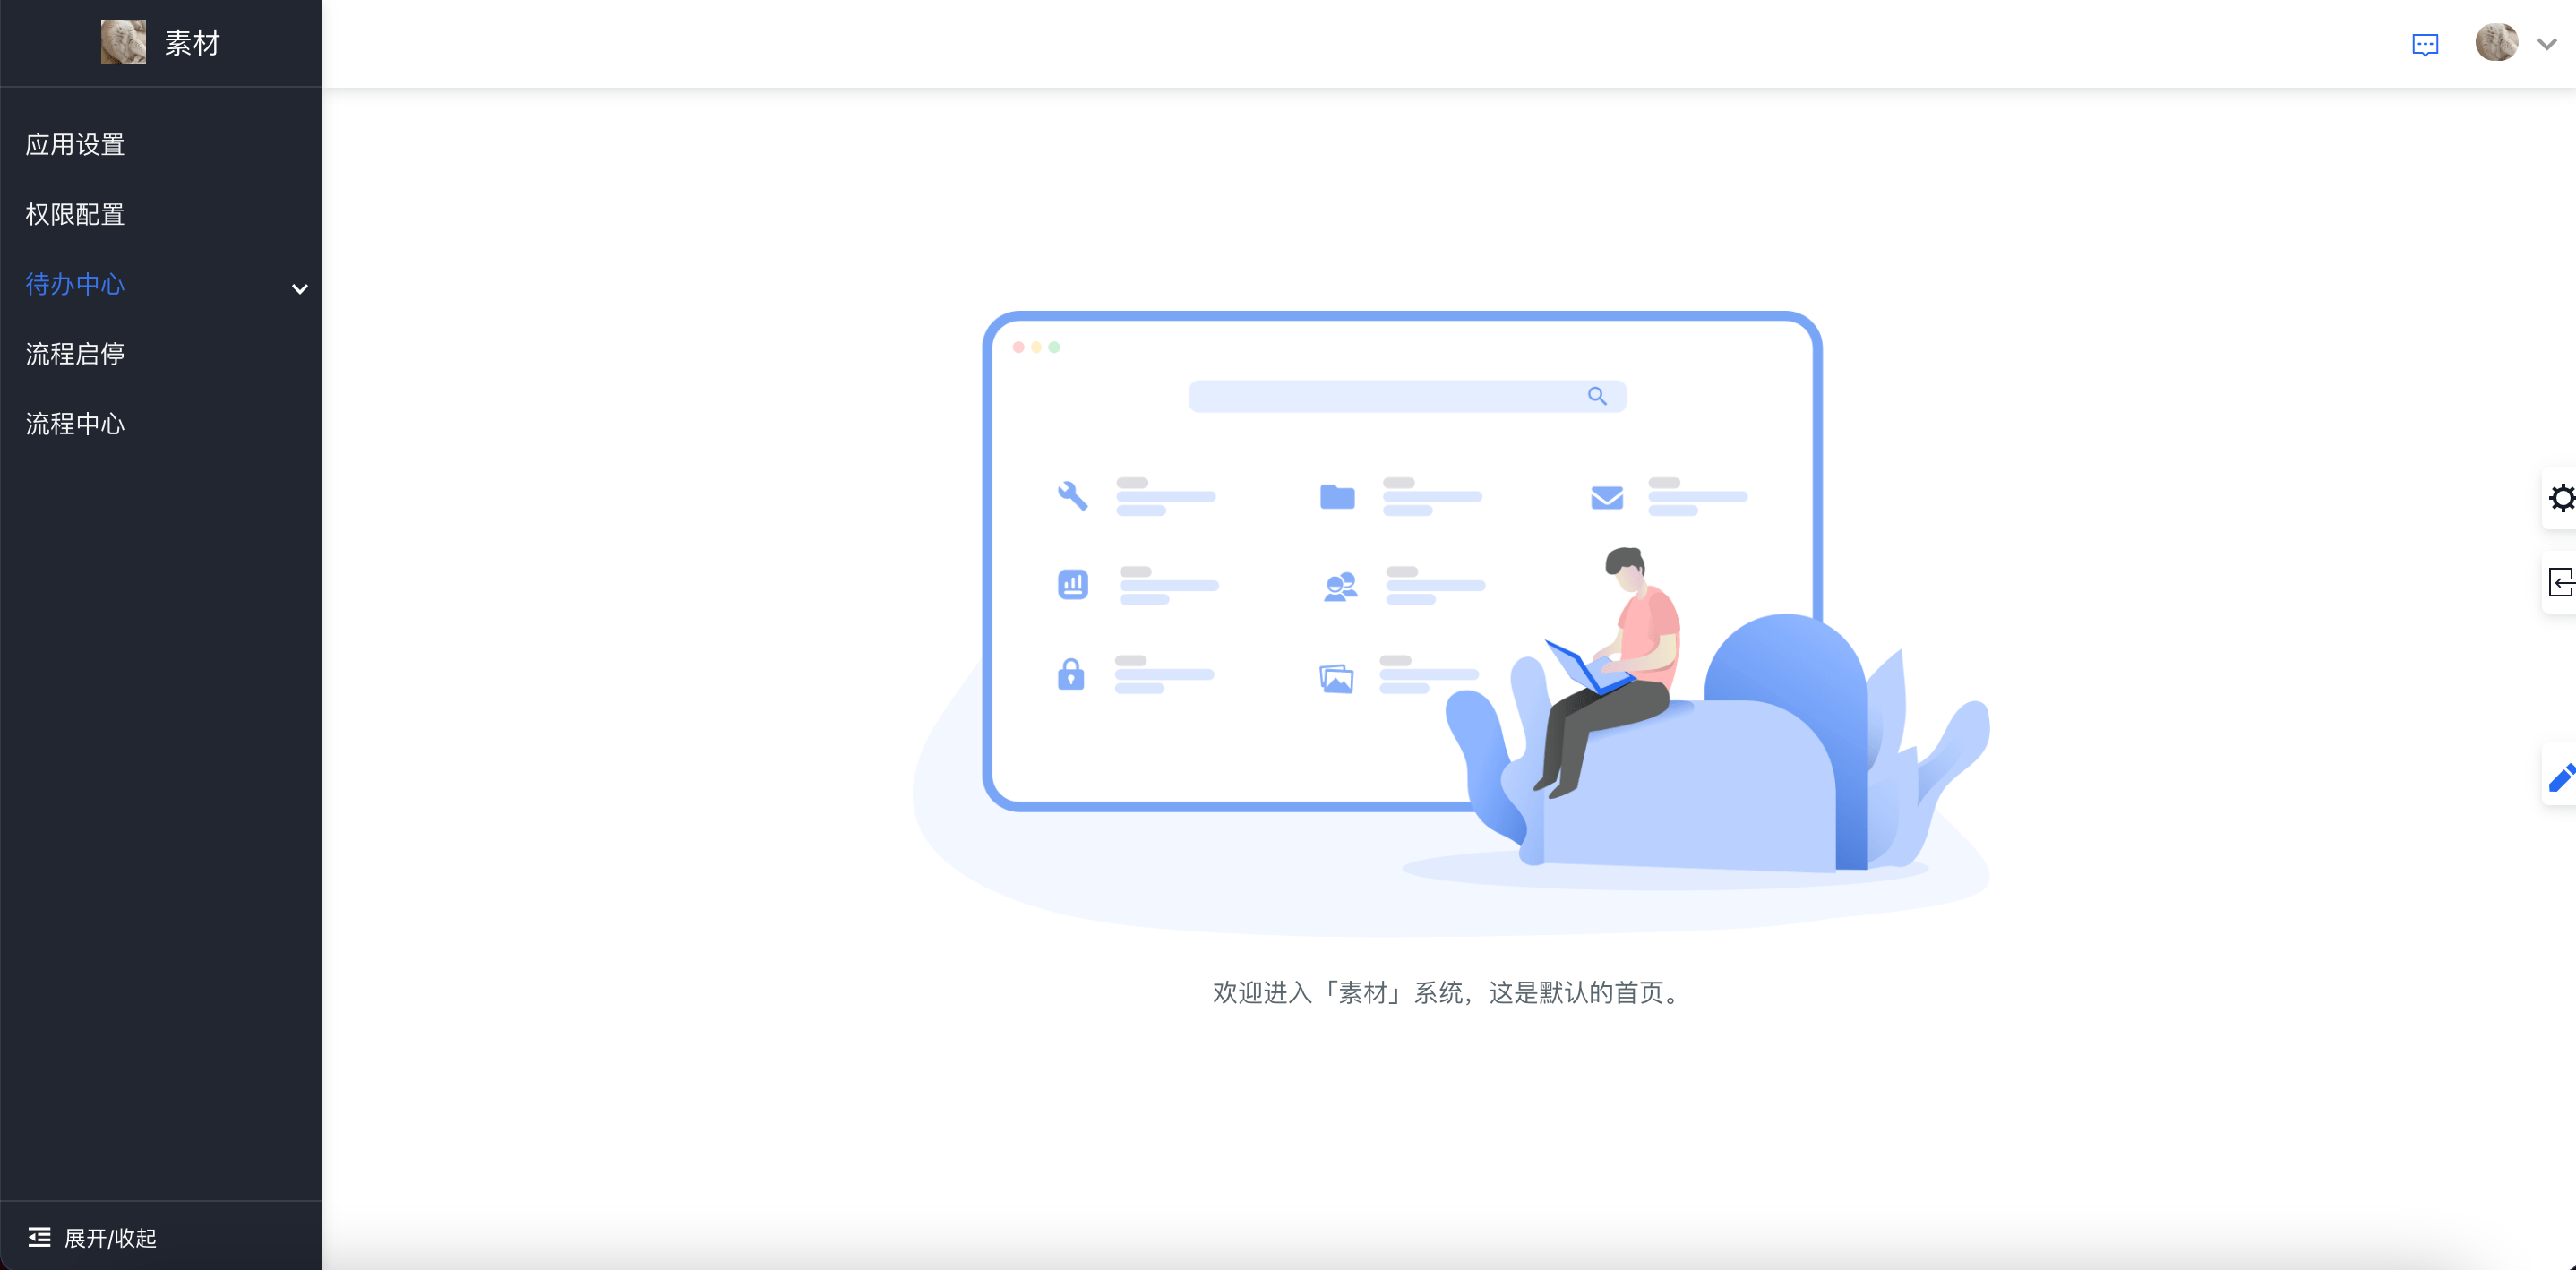 素材
应用设置
权限配置
待办中心
流程启停
流程中心
欢迎进入「素材」系统，这是默认的首页。
展开/收起